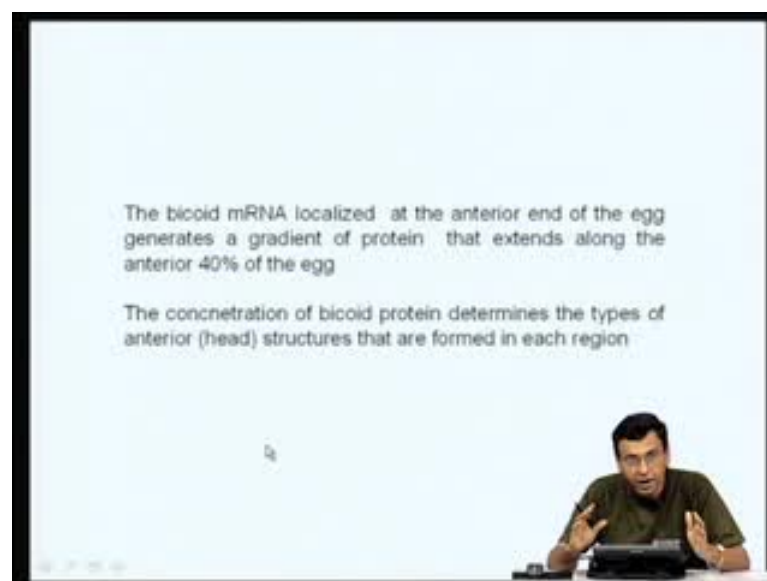 The bicoid mRNA localized at the anterior end of the egg
generates a gradient of protein that extends along the
anterior 40% of the egg
The concnetration of bicoid protein determines the types of
anterior (head) structures that are formed in each region